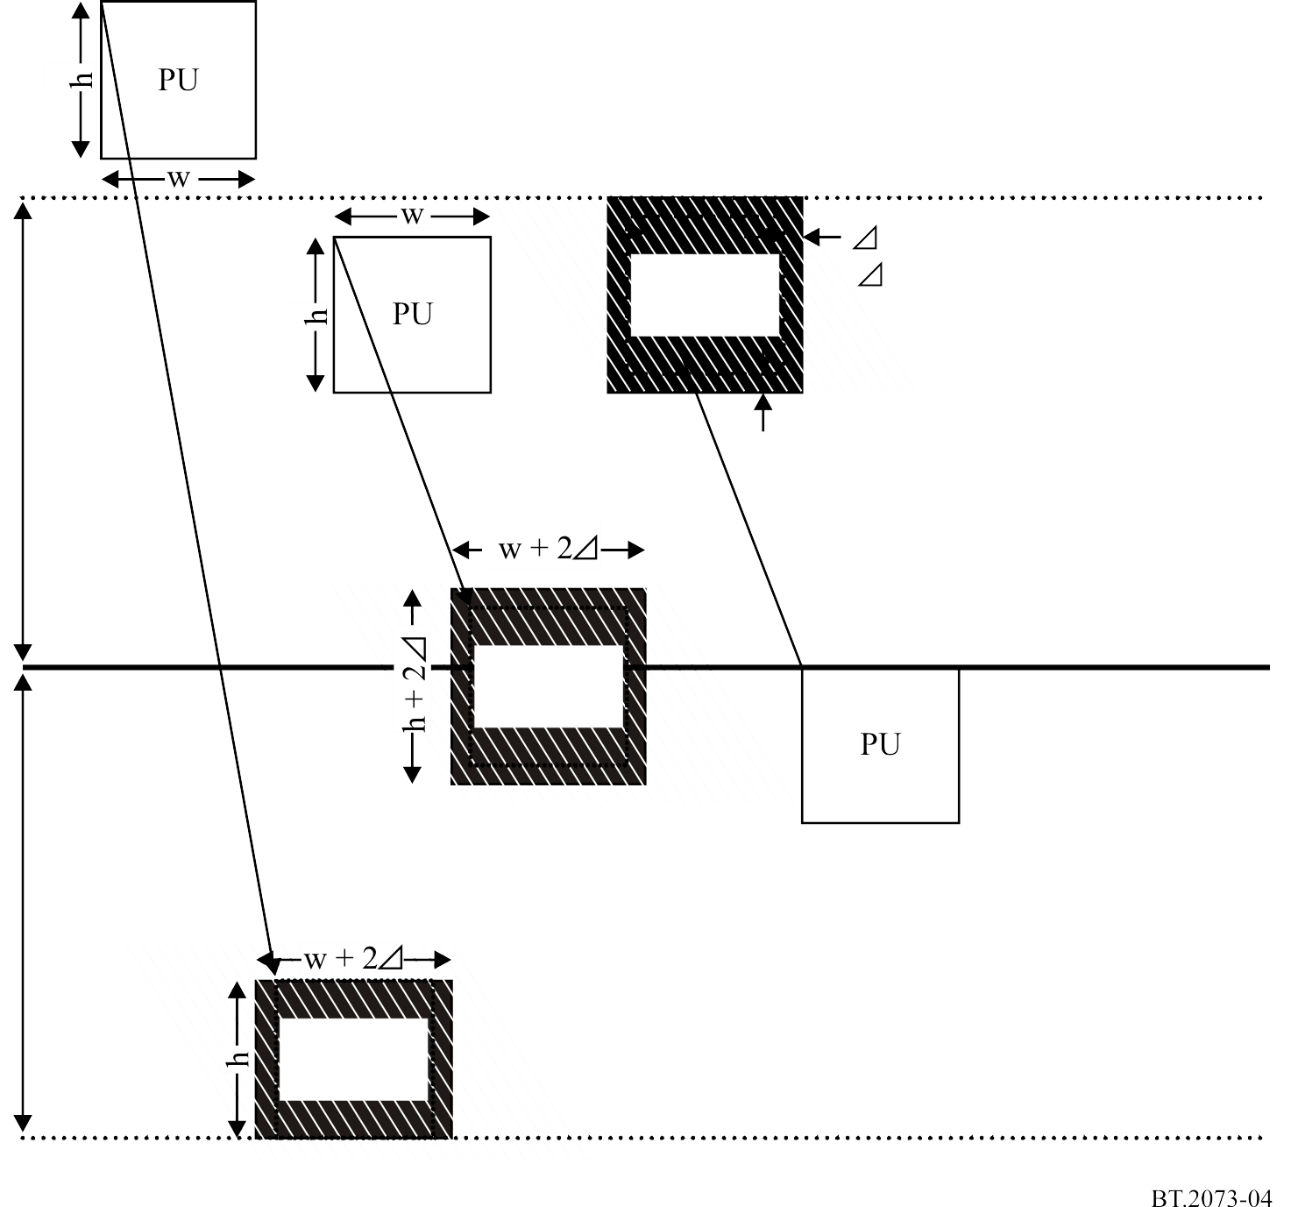 h
PU
w
w
h
PU
⊿
⊿
w + 2⊿
h + 2⊿
PU
w + 2⊿
h
BT.2073-04